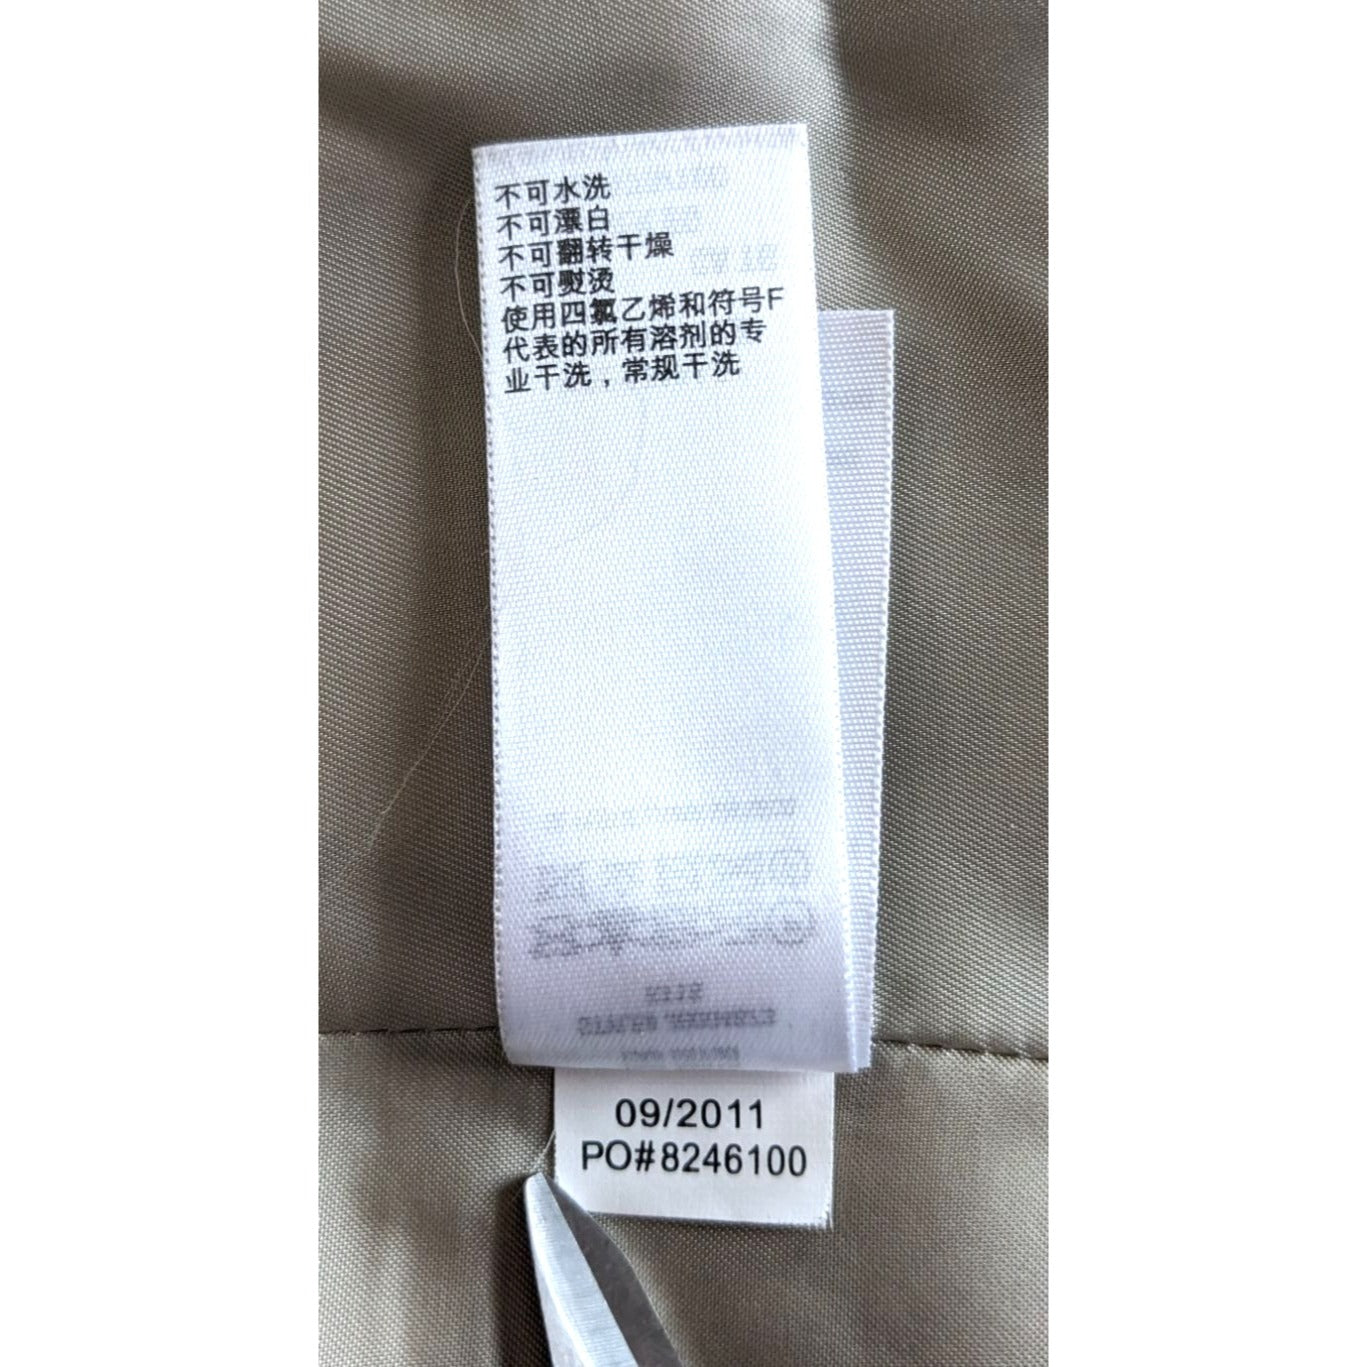 不可水洗
不可漂白
不可翻转干燥
不可熨烫
使用四氯乙烯和符号F
代表的所有溶剂的专
业干洗，常规干洗
09/2011
PO#8246100